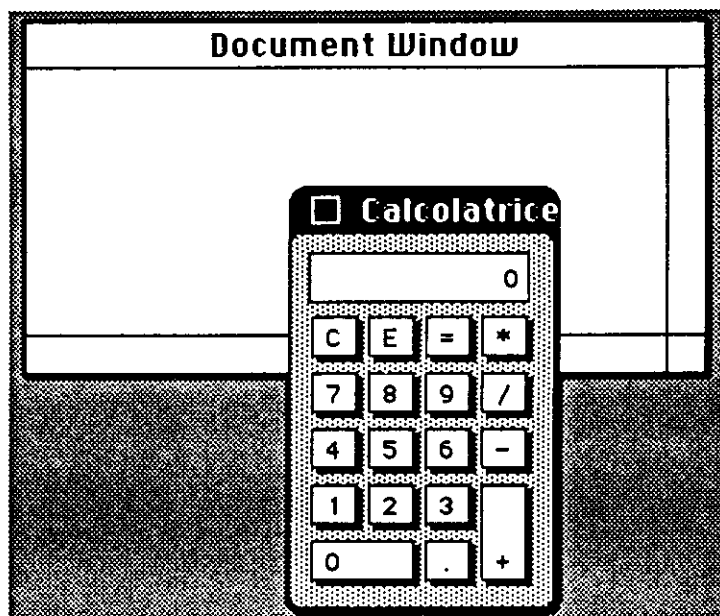 Document Window
Calcolatrice
0
C E = *
7 8 9 /
4 5 6 -
1 2 3
0 . +